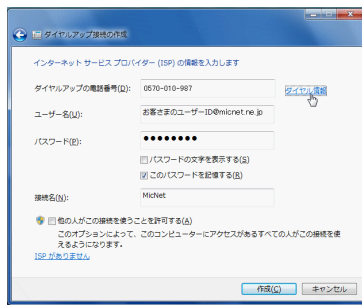 ダイヤルアップ接続の作成
インターネット サービス プロバイダー (ISP) の情報を入力します
ダイヤルアップの電話番号(D): 0570-010-987 ダイヤル情報
ユーザー名(U): お客さまのユーザーID@micnet.ne.jp
パスワード(P): ●●●●●●●●
パスワードの文字を表示する(S)
このパスワードを記憶する(R)
接続名(N): MicNet
他の人がこの接続を使うことを許可する(A)
このオプションによって、このコンピューターにアクセスがあるすべての人がこの接続を使
えるようになります。
ISP がありません
作成(C) キャンセル